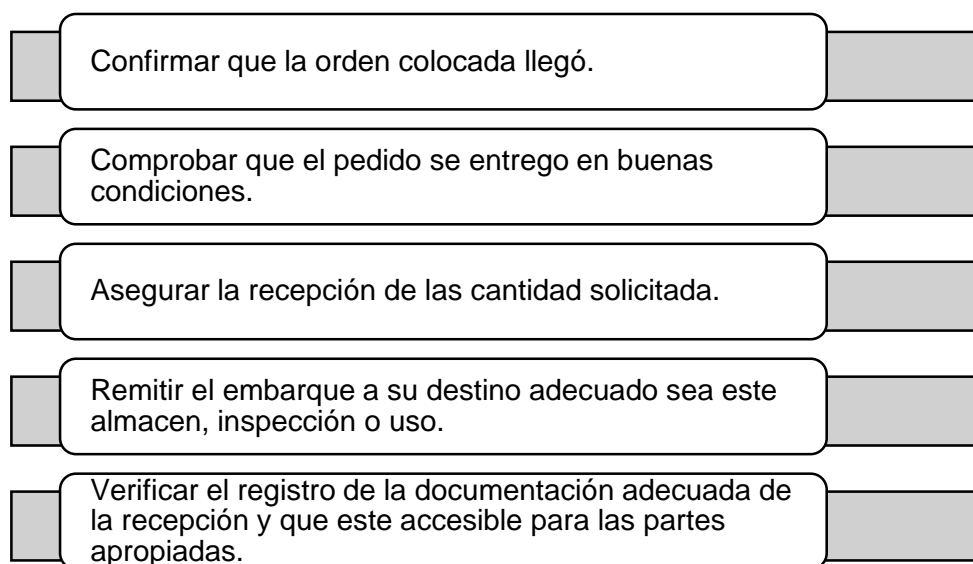 Confirmar que la orden colocada llegó.
Comprobar que el pedido se entrego en buenas
condiciones.
Asegurar la recepción de las cantidad solicitada.
Remitir el embarque a su destino adecuado sea este
almacen, inspección o uso.
Verificar el registro de la documentación adecuada de
la recepción y que este accesible para las partes
apropiadas.